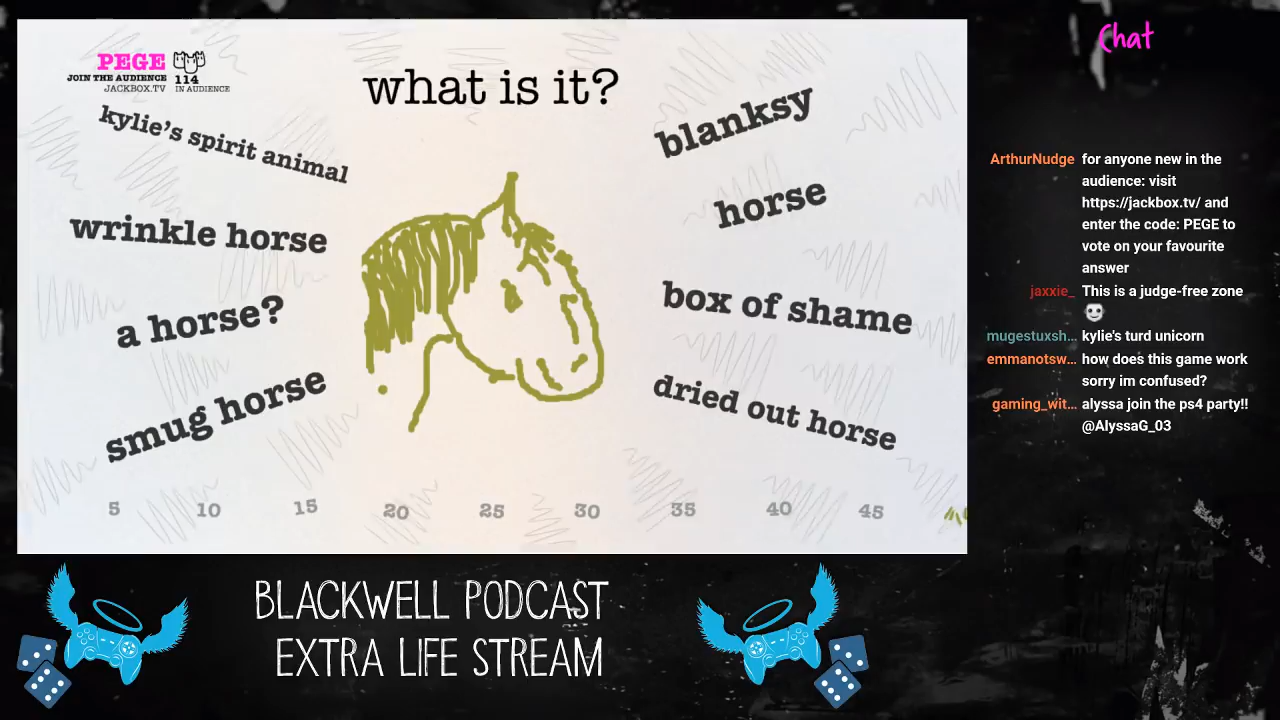 PEGE
JOIN THE AUDIENCE
JACKBOX.TV
114
IN AUDIENCE
what is it?
kylie's spirit animal
wrinkle horse
a horse?
smug horse
blanksy
horse
box of shame
dried out horse
5 10 15 20 25 30 35 40 45
Chat
ArthurNudge for anyone new in the
audience: visit
https://jackbox.tv/ and
enter the code: PEGE to
vote on your favourite
answer
jaxxie_ This is a judge-free zone
mugestuxsh... kylie's turd unicorn
emmanotsw... how does this game work
sorry im confused?
gaming_wit... alyssa join the ps4 party!!
@AlyssaG_03
BLACKWELL PODCAST
EXTRA LIFE STREAM